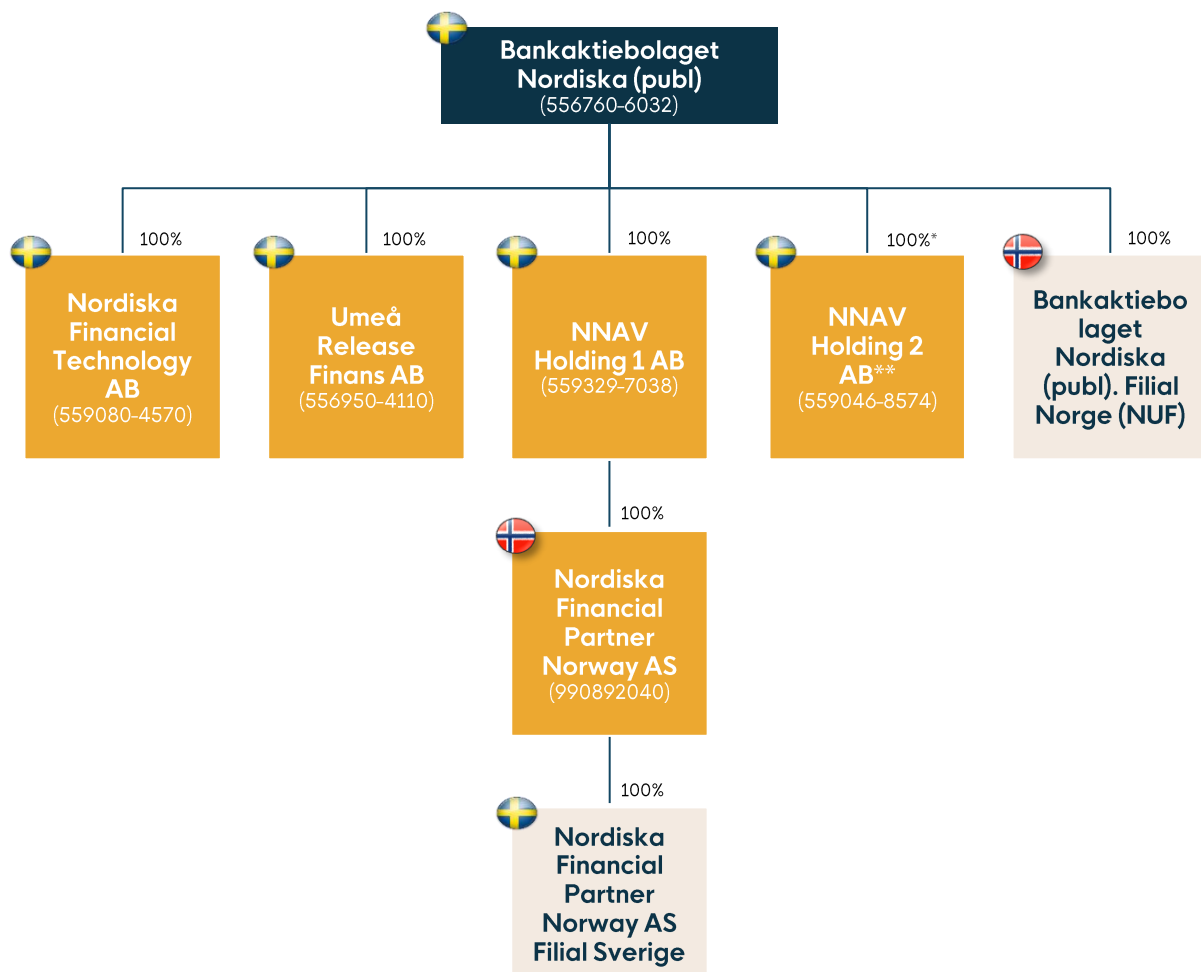 Bankaktiebolaget
Nordiska (publ)
(556760-6032)
100%
100%
100%
100%*
100%
Nordiska
Financial
Technology
AB
(559080-4570)
Umeå
Release
Finans AB
(556950-4110)
NNAV
Holding 1 AB
(559329-7038)
NNAV
Holding 2
AB**
(559046-8574)
Bankaktiebo
laget
Nordiska
(publ). Filial
Norge (NUF)
100%
Nordiska
Financial
Partner
Norway AS
(990892040)
100%
Nordiska
Financial
Partner
Norway AS
Filial Sverige